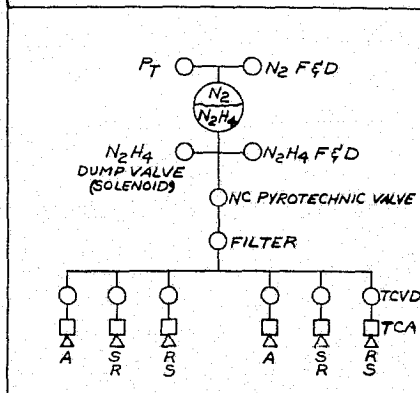 PT N2 F&D
N2
N2H4
N2H4 N2H4 F&D
DUMP VALVE
(SOLENOID)
NC PYROTECHNIC VALVE
FILTER
TCVD
TCA
A S R R S A S R R S